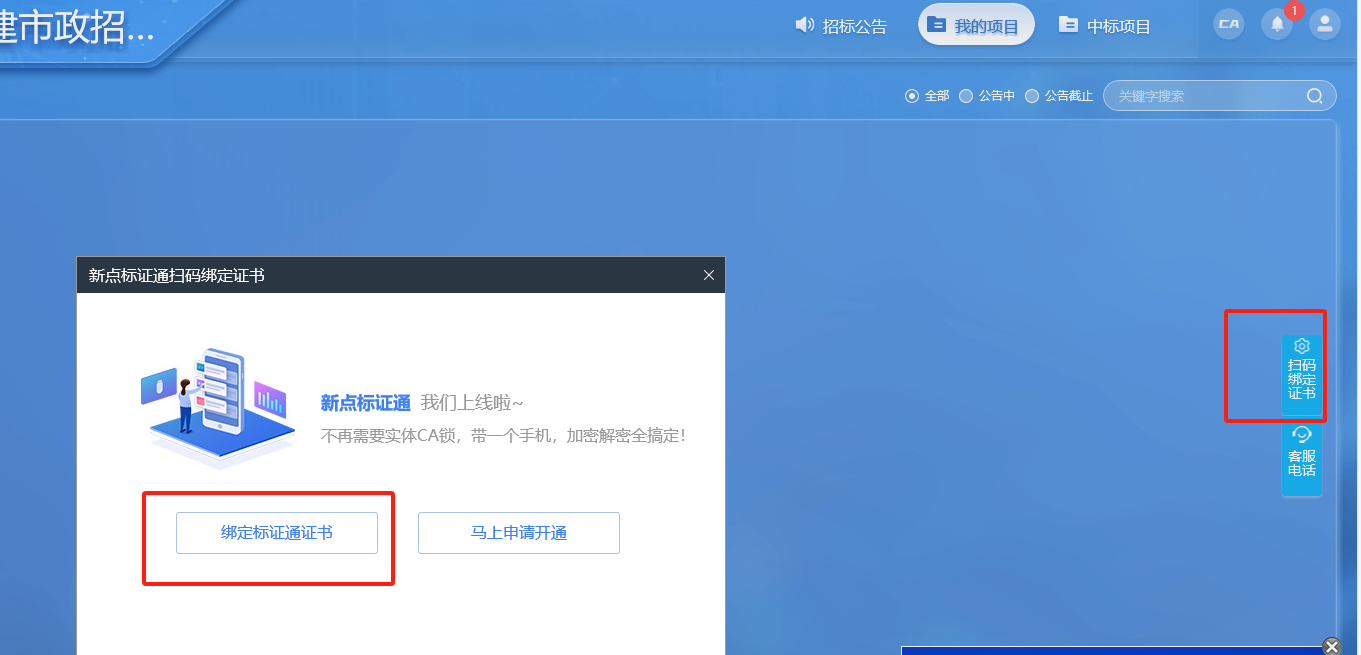 建市政招...
招标公告
我的项目
中标项目
CA
1
全部
公告中
公告截止
关键字搜索
新点标证通扫码绑定证书
新点标证通 我们上线啦~
不再需要实体CA锁，带一个手机，加密解密全搞定！
绑定标证通证书
马上申请开通
扫码
绑定
证书
客服
电话